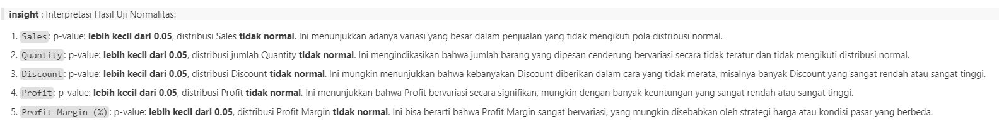 insight : Interpretasi Hasil Uji Normalitas:
1. Sales: p-value: lebih kecil dari 0.05, distribusi Sales tidak normal. Ini menunjukkan adanya variasi yang besar dalam penjualan yang tidak mengikuti pola distribusi normal.
2. Quantity: p-value: lebih kecil dari 0.05, distribusi jumlah Quantity tidak normal. Ini mengindikasikan bahwa jumlah barang yang dipesan cenderung bervariasi secara tidak teratur dan tidak mengikuti distribusi normal.
3. Discount: p-value: lebih kecil dari 0.05, distribusi Discount tidak normal. Ini mungkin menunjukkan bahwa kebanyakan Discount diberikan dalam cara yang tidak merata, misalnya banyak Discount yang sangat rendah atau sangat tinggi.
4. Profit: p-value: lebih kecil dari 0.05, distribusi Profit tidak normal. Ini menunjukkan bahwa Profit bervariasi secara signifikan, mungkin dengan banyak keuntungan yang sangat rendah atau sangat tinggi.
5. Profit Margin (%): p-value: lebih kecil dari 0.05, distribusi Profit Margin tidak normal. Ini bisa berarti bahwa Profit Margin sangat bervariasi, yang mungkin disebabkan oleh strategi harga atau kondisi pasar yang berbeda.